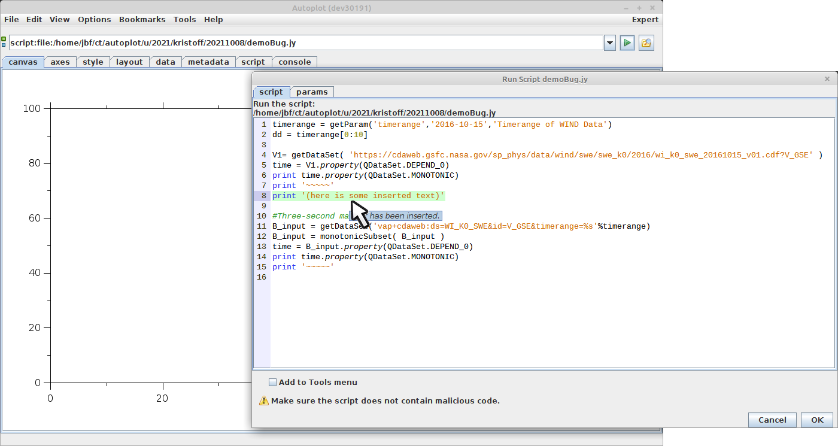 Autoplot (dev30191)
File Edit View Options Bookmarks Tools Help Expert
script:file:/home/jbf/ct/autoplot/u/2021/kristoff/20211008/demoBug.jy
canvas axes style layout data metadata script console
100
80
60
40
20
0
0
20
Run Script demoBug.jy
script params
Run the script:
/home/jbf/ct/autoplot/u/2021/kristoff/20211008/demoBug.jy
1 timerange = getParam('timerange','2016-10-15','Timerange of WIND Data')
2 dd = timerange[0:10]
3
4 V1= getDataSet( 'https://cdaweb.gsfc.nasa.gov/sp_phys/data/wind/swe/swe_k0/2016/wi_k0_swe_20161015_v01.cdf?V_GSE' )
5 time = V1.property(QDataSet.DEPEND_0)
6 print time.property(QDataSet.MONOTONIC)
7 print '~~~~~'
8 print '(here is some inserted text)'
9
10 #Three-second ma has been inserted.
11 B_input = getDataSet('vap+cdaweb:ds=WI_K0_SWE&id=V_GSE&timerange=%s'%timerange)
12 B_input = monotonicSubset( B_input )
13 time = B_input.property(QDataSet.DEPEND_0)
14 print time.property(QDataSet.MONOTONIC)
15 print '~~~~~'
16
Add to Tools menu
Make sure the script does not contain malicious code.
Cancel OK